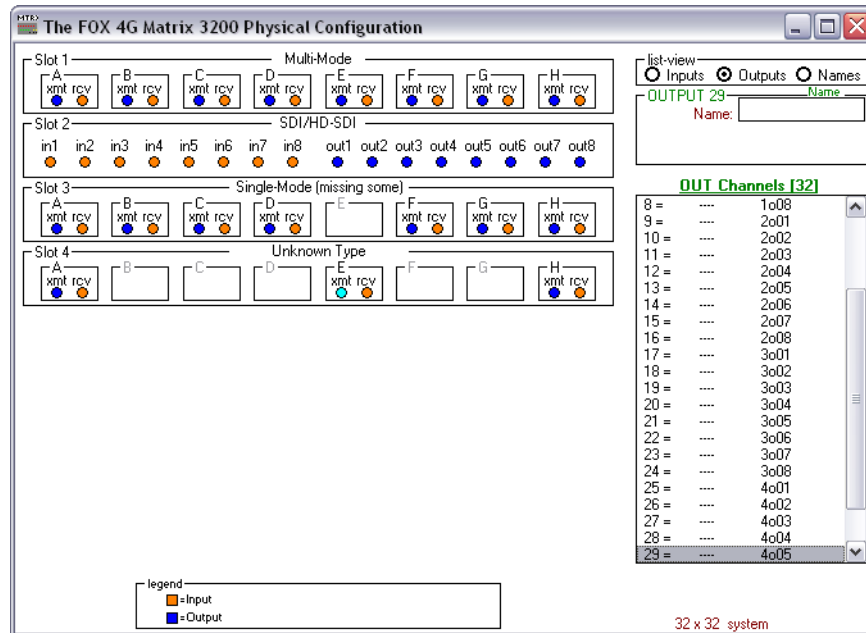 MTRX The FOX 4G Matrix 3200 Physical Configuration
Slot 1 Multi-Mode
A B C D E F G H
xmt rcv xmt rcv xmt rcv xmt rcv xmt rcv xmt rcv xmt rcv xmt rcv
Slot 2 SDI/HD-SDI
in1 in2 in3 in4 in5 in6 in7 in8 out1 out2 out3 out4 out5 out6 out7 out8
Slot 3 Single-Mode (missing some)
A B C D E F G H
xmt rcv xmt rcv xmt rcv xmt rcv xmt rcv xmt rcv xmt rcv
Slot 4 Unknown Type
A B C D E F G H
xmt rcv xmt rcv xmt rcv
legend
=Input
=Output
list-view
Inputs Outputs Names
OUTPUT 29 Name
Name:
OUT Channels [32]
8 = ---- 1o08
9 = ---- 2o01
10 = ---- 2o02
11 = ---- 2o03
12 = ---- 2o04
13 = ---- 2o05
14 = ---- 2o06
15 = ---- 2o07
16 = ---- 2o08
17 = ---- 3o01
18 = ---- 3o02
19 = ---- 3o03
20 = ---- 3o04
21 = ---- 3o05
22 = ---- 3o06
23 = ---- 3o07
24 = ---- 3o08
25 = ---- 4o01
26 = ---- 4o02
27 = ---- 4o03
28 = ---- 4o04
29 = ---- 4o05
32 x 32 system